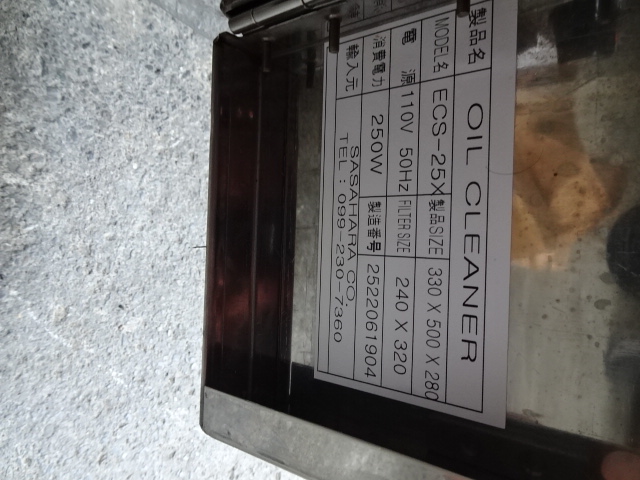 製品名 OIL CLEANER
MODEL名 ECS-25X 製品SIZE 330 X 500 X 280
電 源 110V 50Hz FILTER SIZE 240 X 320
消費電力 250W 製造番号 2522061904
輸入元 SASAHARA CO,
TEL : 099-230-7360